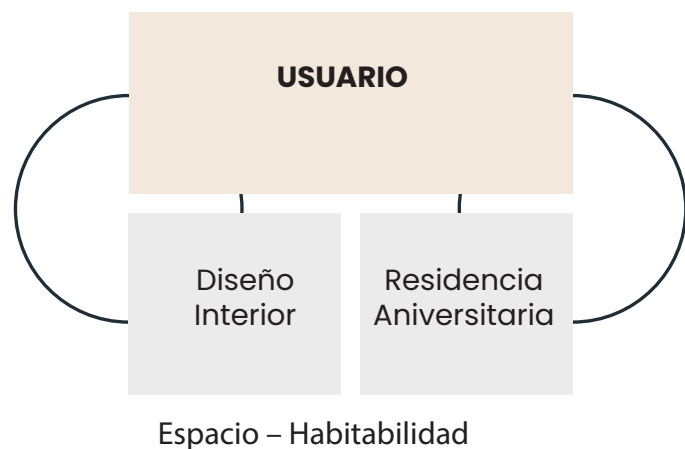 USUARIO
Diseño
Interior
Residencia
Aniversitaria
Espacio – Habitabilidad